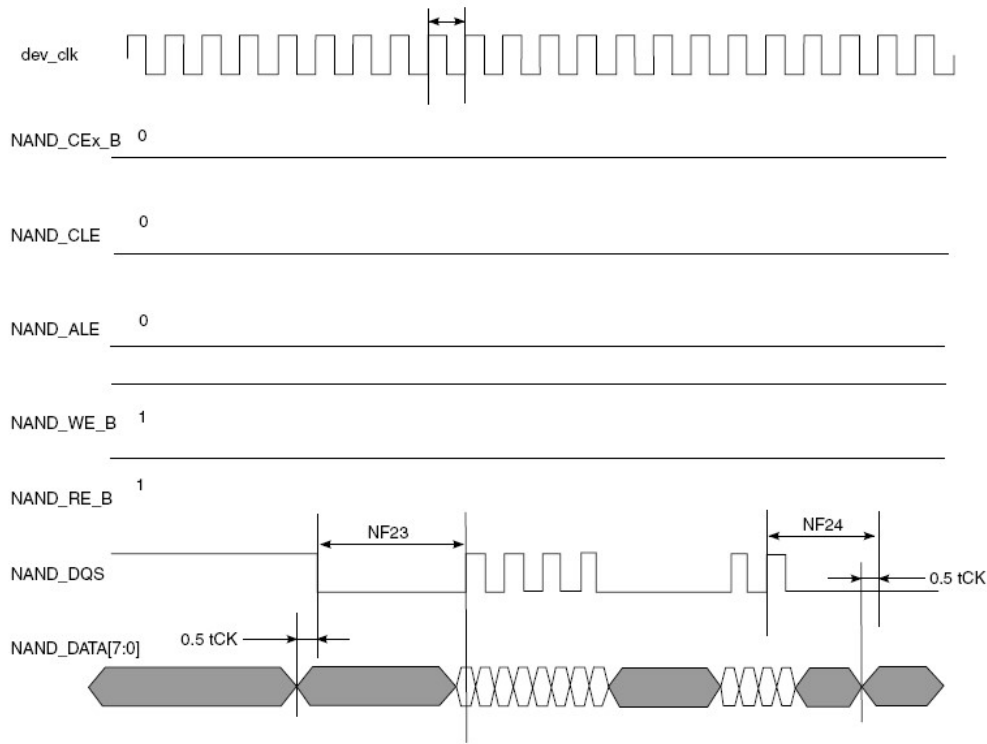 dev_clk
NAND_CEx_B 0
NAND_CLE 0
NAND_ALE 0
NAND_WE_B 1
NAND_RE_B 1
NF23
NF24
NAND_DQS
0.5 tCK
0.5 tCK
NAND_DATA[7:0]